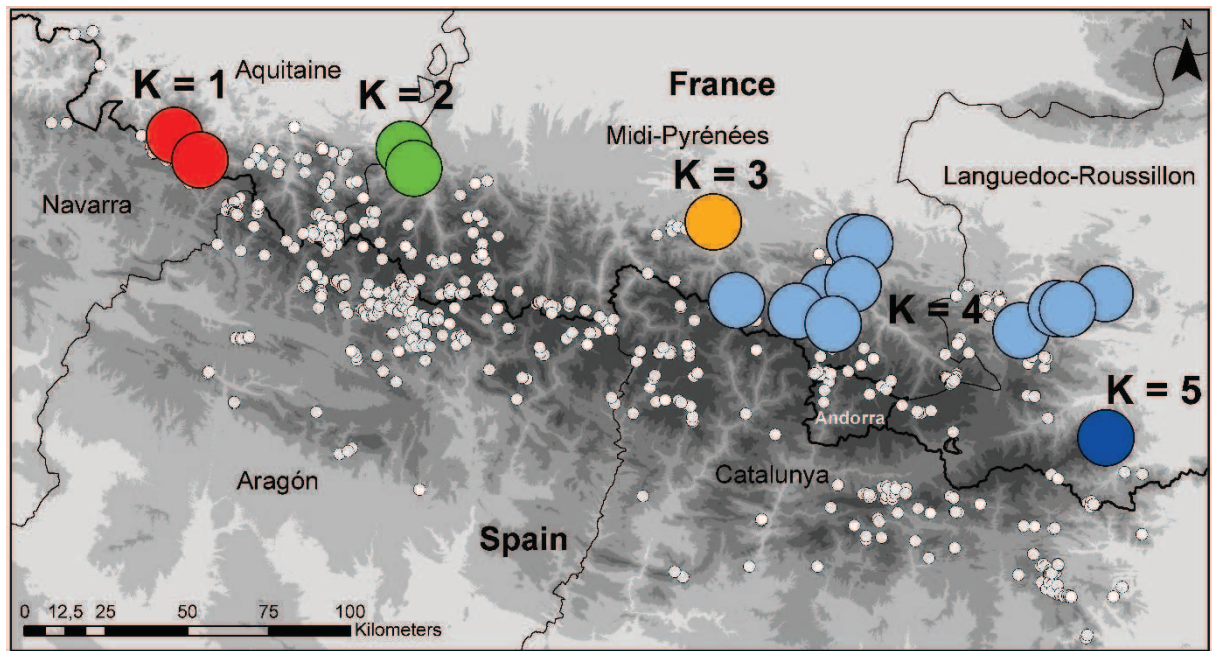 N
Aquitaine
K = 1
K = 2
France
Midi-Pyrénées
K = 3
Languedoc-Roussillon
Navarra
K = 4
K = 5
Andorra
Catalunya
Aragón
Spain
0 12,5 25 50 75 100
Kilometers